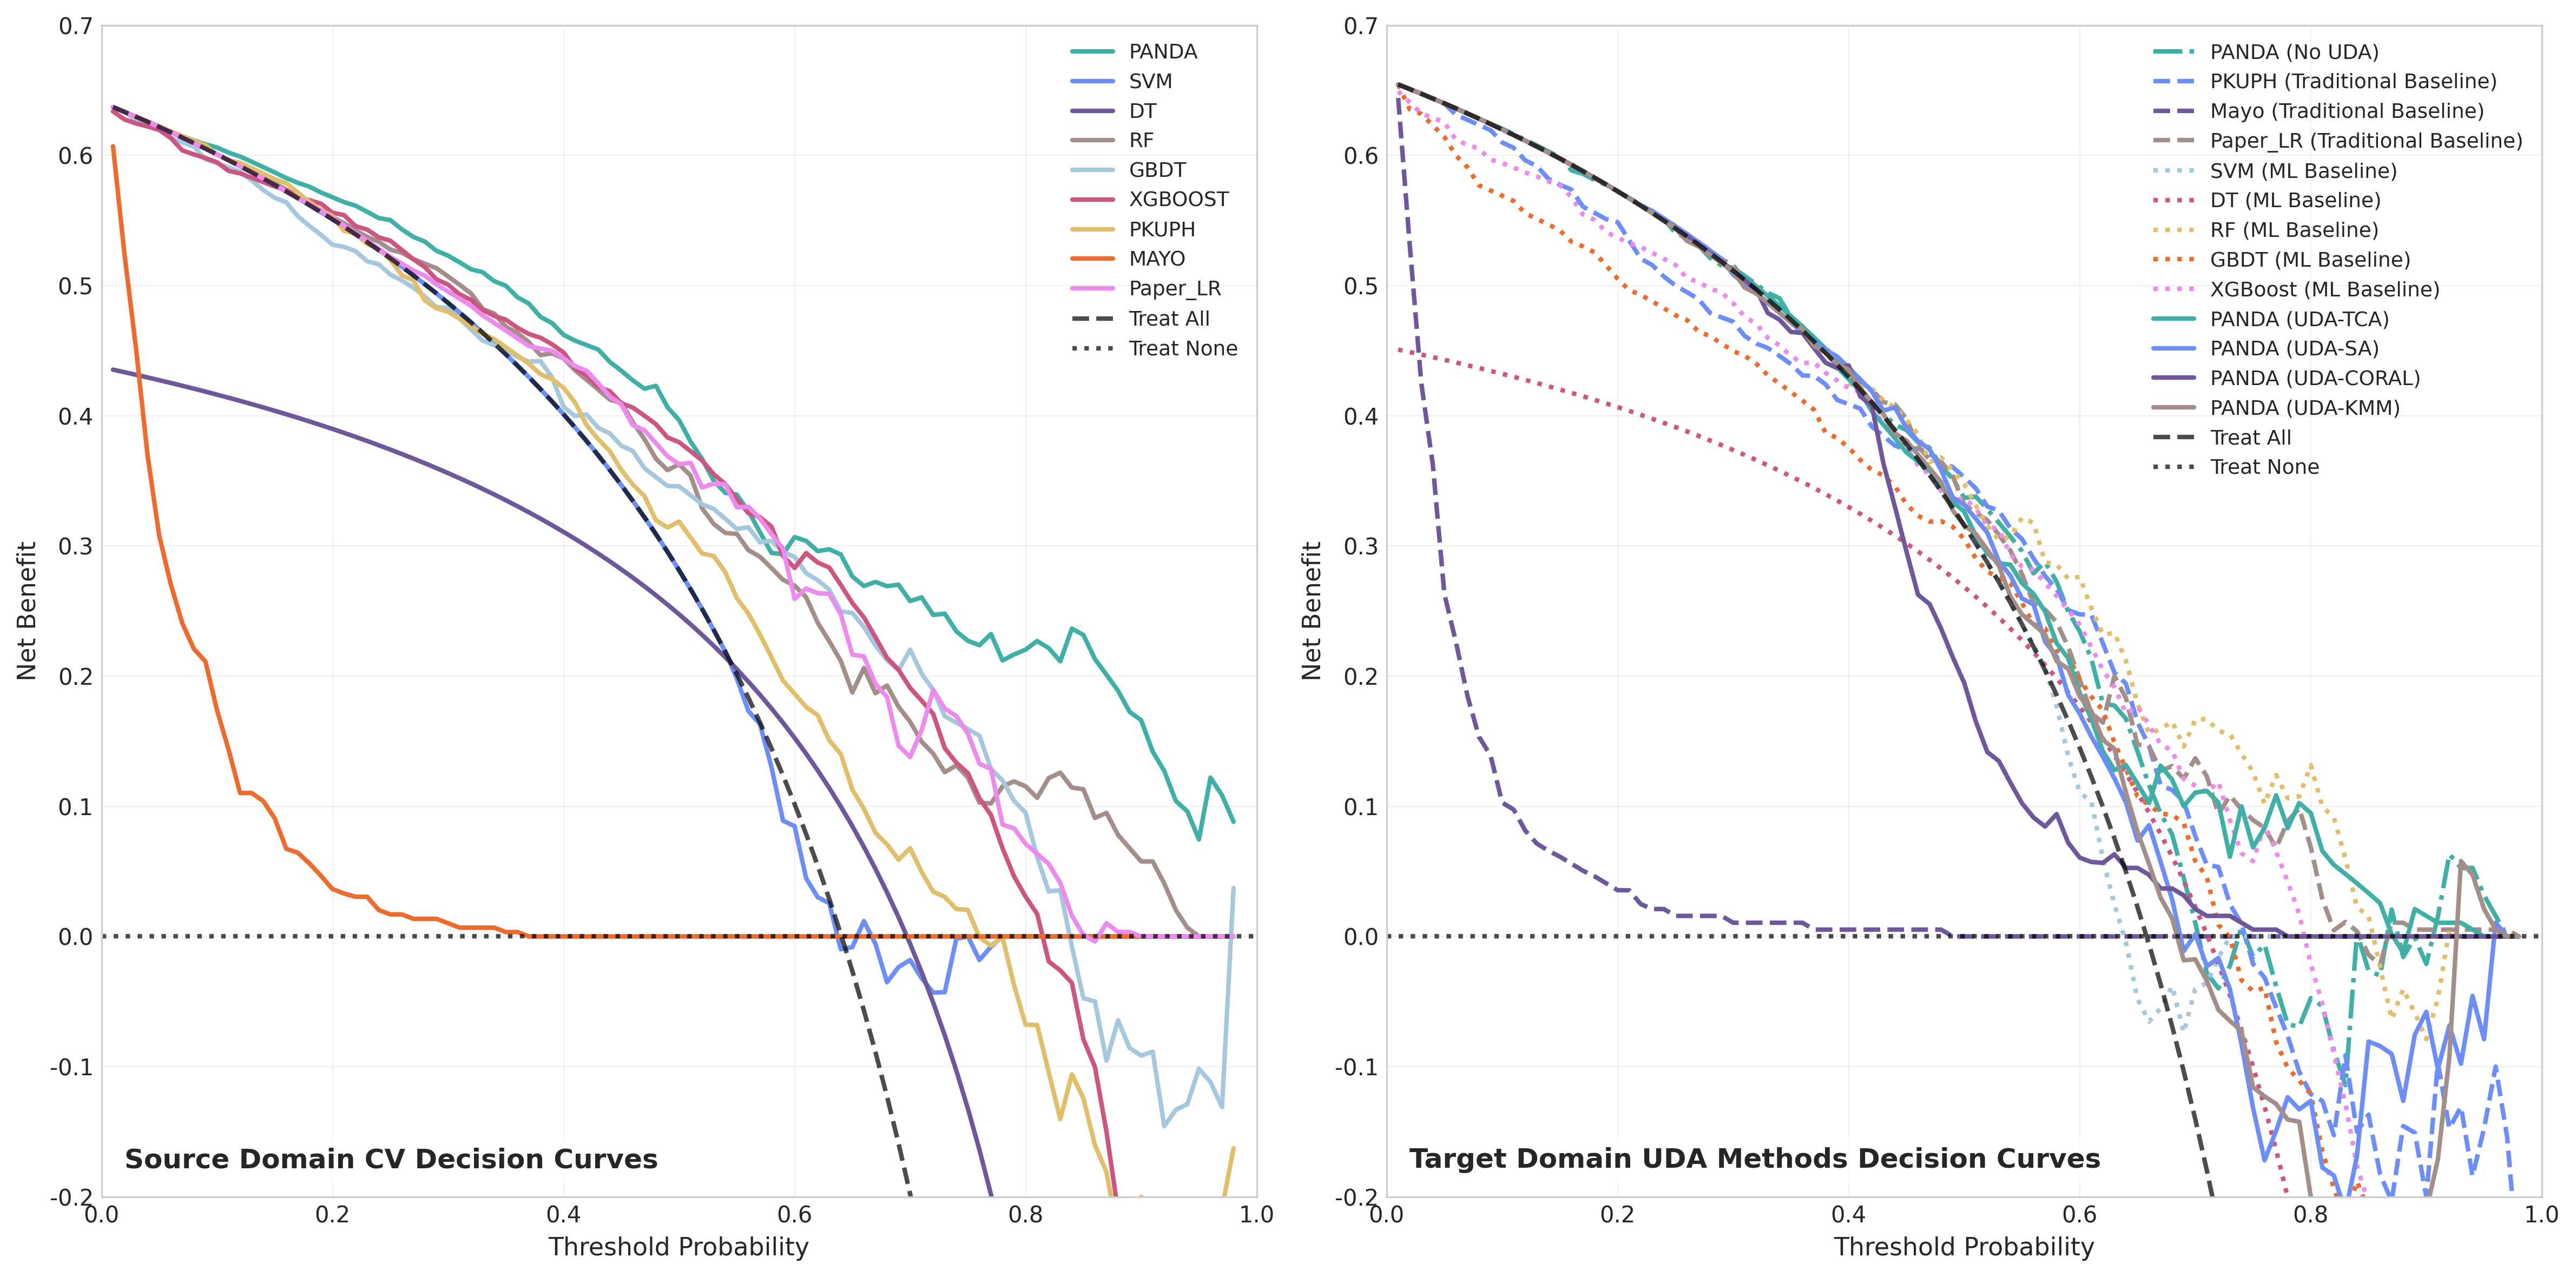 0.7
0.6
0.5
0.4
0.3
0.2
0.1
0.0
-0.1
-0.2
Net Benefit
0.0 0.2 0.4 0.6 0.8 1.0
Threshold Probability
PANDA
SVM
DT
RF
GBDT
XGBOOST
PKUPH
MAYO
Paper_LR
Treat All
Treat None
Source Domain CV Decision Curves
0.7
0.6
0.5
0.4
0.3
0.2
0.1
0.0
-0.1
-0.2
Net Benefit
0.0 0.2 0.4 0.6 0.8 1.0
Threshold Probability
PANDA (No UDA)
PKUPH (Traditional Baseline)
Mayo (Traditional Baseline)
Paper_LR (Traditional Baseline)
SVM (ML Baseline)
DT (ML Baseline)
RF (ML Baseline)
GBDT (ML Baseline)
XGBoost (ML Baseline)
PANDA (UDA-TCA)
PANDA (UDA-SA)
PANDA (UDA-CORAL)
PANDA (UDA-KMM)
Treat All
Treat None
Target Domain UDA Methods Decision Curves